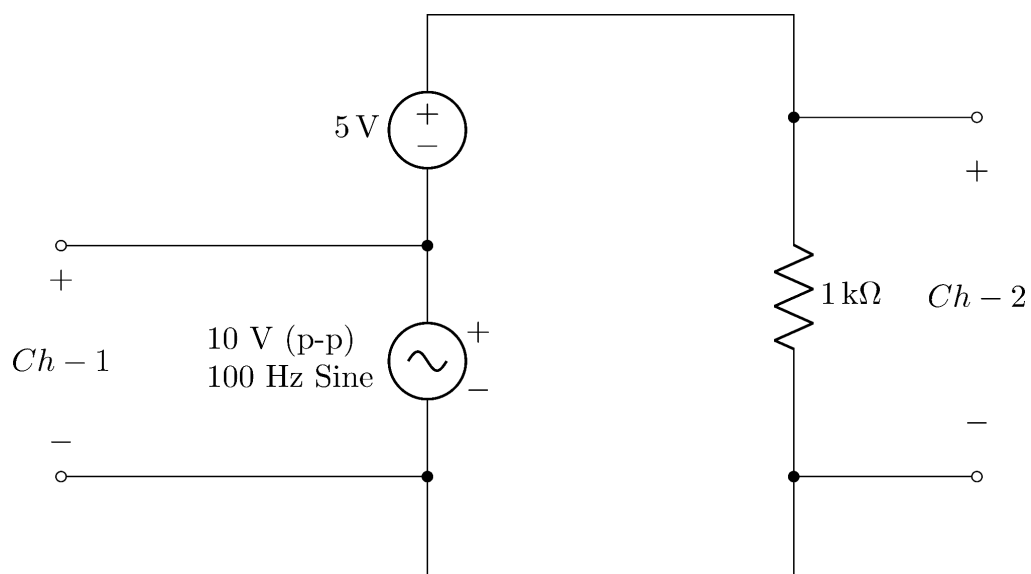 5 V
+
−
+
Ch − 1
−
10 V (p-p)
100 Hz Sine
+
−
1 kΩ
+
Ch − 2
−